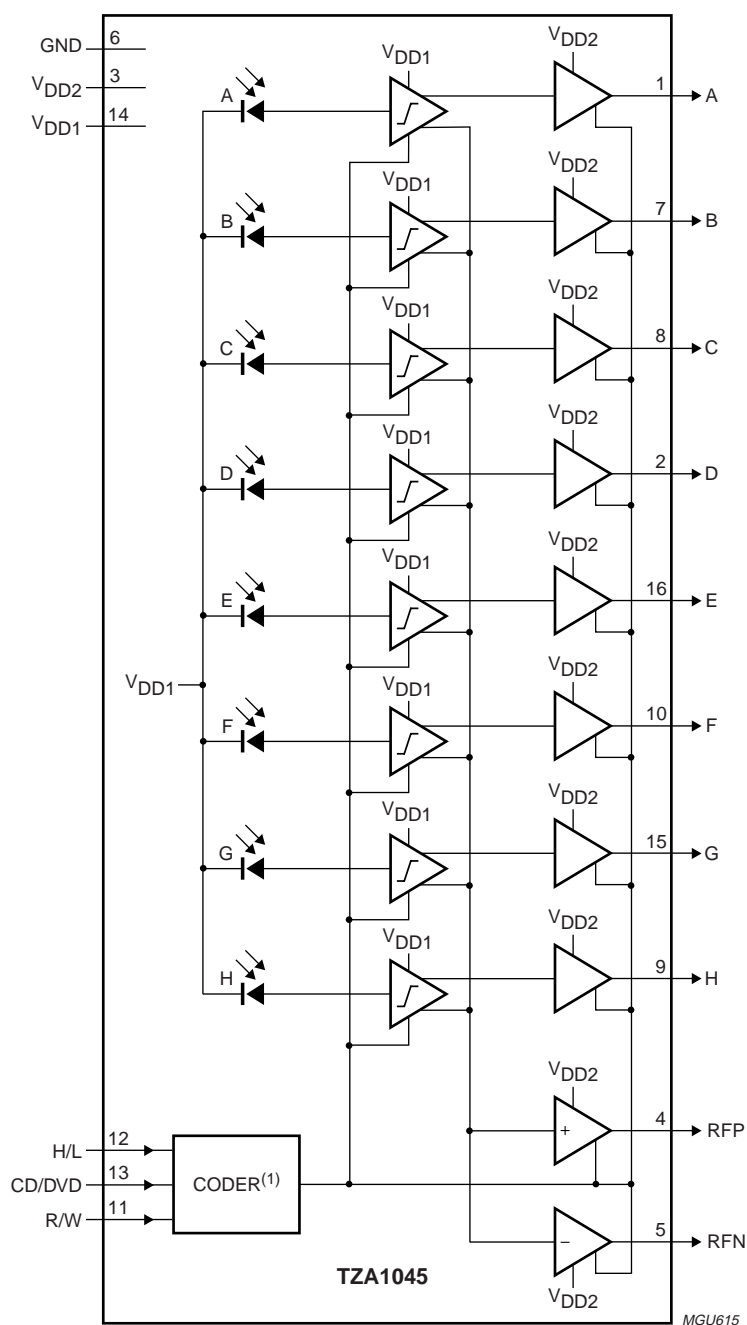 GND 6
VDD2 3
VDD1 14
VDD1 VDD2
A 1 A
VDD1 VDD2
B 7 B
VDD1 VDD2
C 8 C
VDD1 VDD2
D 2 D
VDD1 VDD2
E 16 E
VDD1
VDD1 VDD2
F 10 F
VDD1 VDD2
G 15 G
VDD1 VDD2
H 9 H
VDD2
+ 4 RFP
H/L 12
CD/DVD 13 CODER(1)
R/W 11
− 5 RFN
VDD2
TZA1045
MGU615